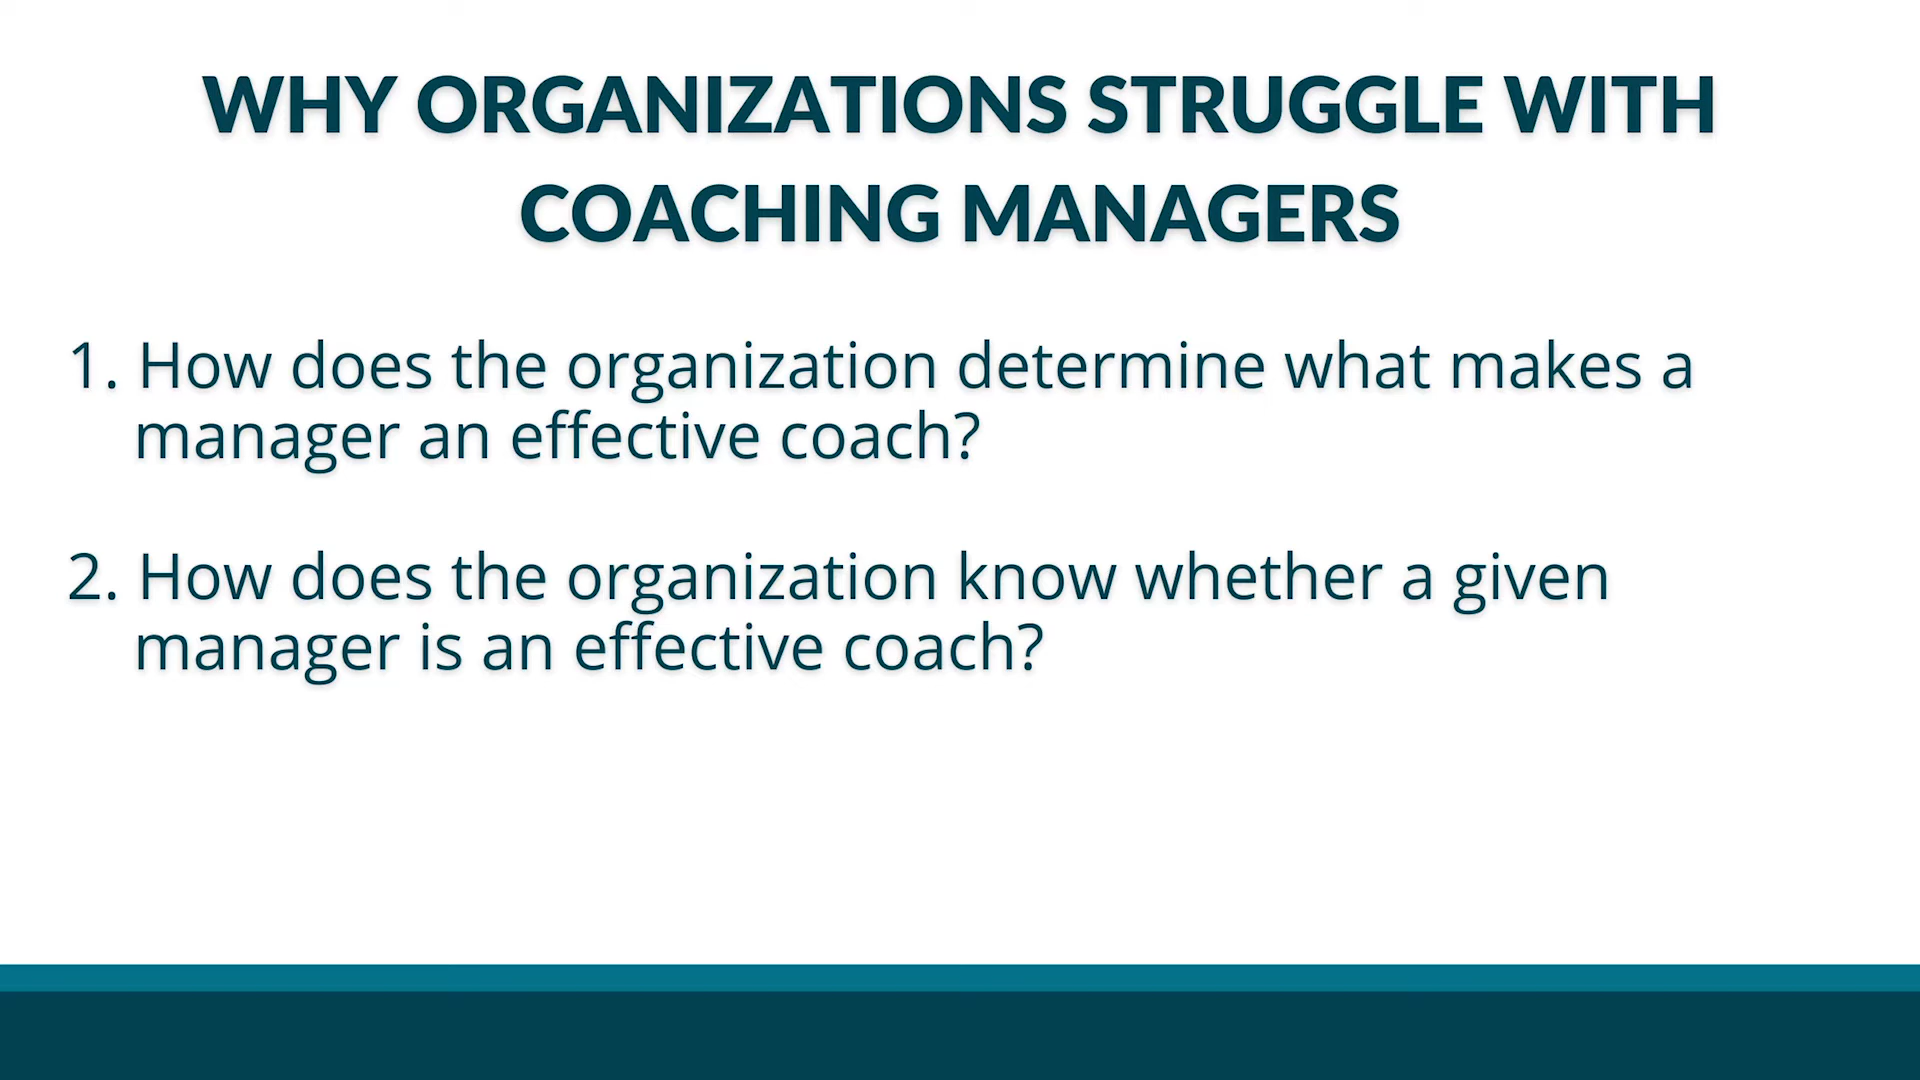 WHY ORGANIZATIONS STRUGGLE WITH
COACHING MANAGERS
1. How does the organization determine what makes a
manager an effective coach?
2. How does the organization know whether a given
manager is an effective coach?